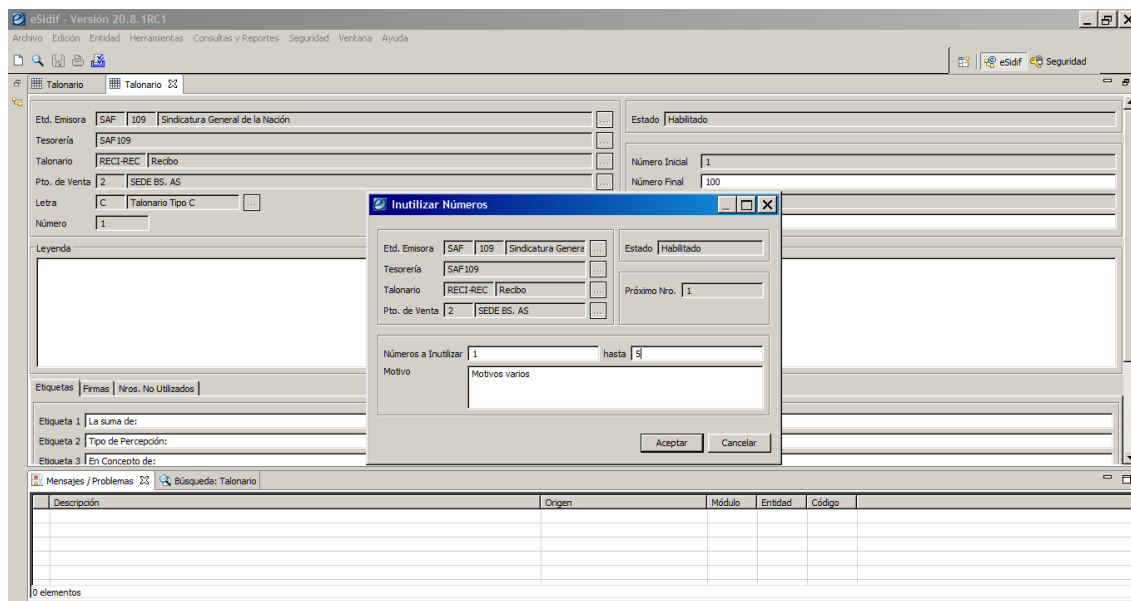 eSidif - Versión 20.8.1RC1
Archivo Edición Entidad Herramientas Consultas y Reportes Seguridad Ventana Ayuda
eSidif Seguridad
Talonario Talonario
Etd. Emisora SAF 109 Sindicatura General de la Nación ... Estado Habilitado
Tesorería SAF109 ...
Talonario RECI-REC Recibo ... Número Inicial 1
Pto. de Venta 2 SEDE BS. AS ... Número Final 100
Letra C Talonario Tipo C ...
Número 1
Leyenda
Inutilizar Números
Etd. Emisora SAF 109 Sindicatura Genera ... Estado Habilitado
Tesorería SAF109 ...
Talonario RECI-REC Recibo ... Próximo Nro. 1
Pto. de Venta 2 SEDE BS. AS ...
Números a Inutilizar 1 hasta 5
Motivo Motivos varios
Aceptar Cancelar
Etiquetas Firmas Nros. No Utilizados
Etiqueta 1 La suma de:
Etiqueta 2 Tipo de Percepción:
Etiqueta 3 En Concepto de:
Mensajes / Problemas Búsqueda: Talonario
Descripción Origen Módulo Entidad Código
0 elementos